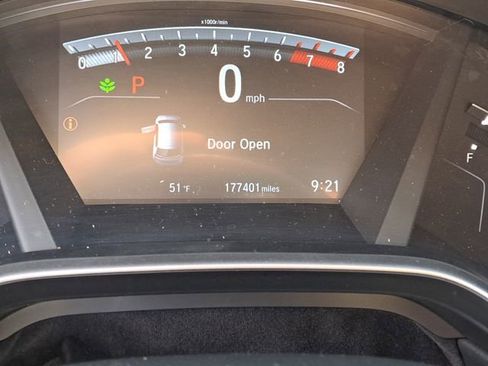 x1000r/min
0 1 2 3 4 5 6 7 8
P 0 mph
i
Door Open
F
51°F 177401 miles 9:21